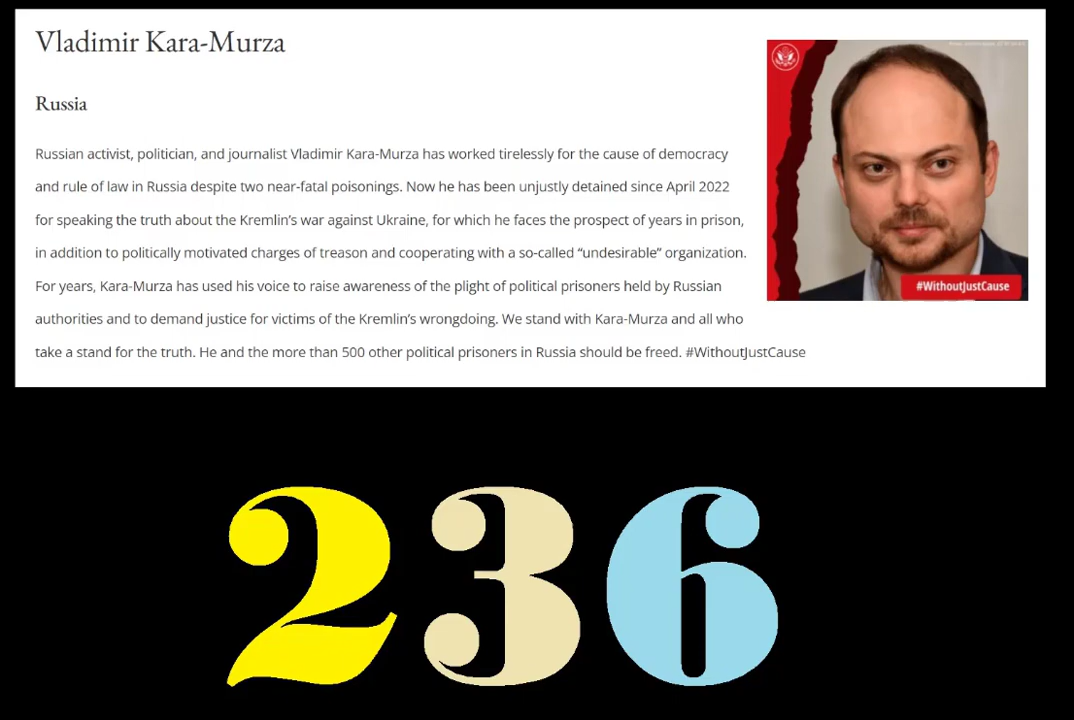 Vladimir Kara-Murza
Russia
Russian activist, politician, and journalist Vladimir Kara-Murza has worked tirelessly for the cause of democracy
and rule of law in Russia despite two near-fatal poisonings. Now he has been unjustly detained since April 2022
for speaking the truth about the Kremlin’s war against Ukraine, for which he faces the prospect of years in prison,
in addition to politically motivated charges of treason and cooperating with a so-called “undesirable” organization.
For years, Kara-Murza has used his voice to raise awareness of the plight of political prisoners held by Russian
authorities and to demand justice for victims of the Kremlin’s wrongdoing. We stand with Kara-Murza and all who
take a stand for the truth. He and the more than 500 other political prisoners in Russia should be freed. #WithoutJustCause
#WithoutJustCause
236